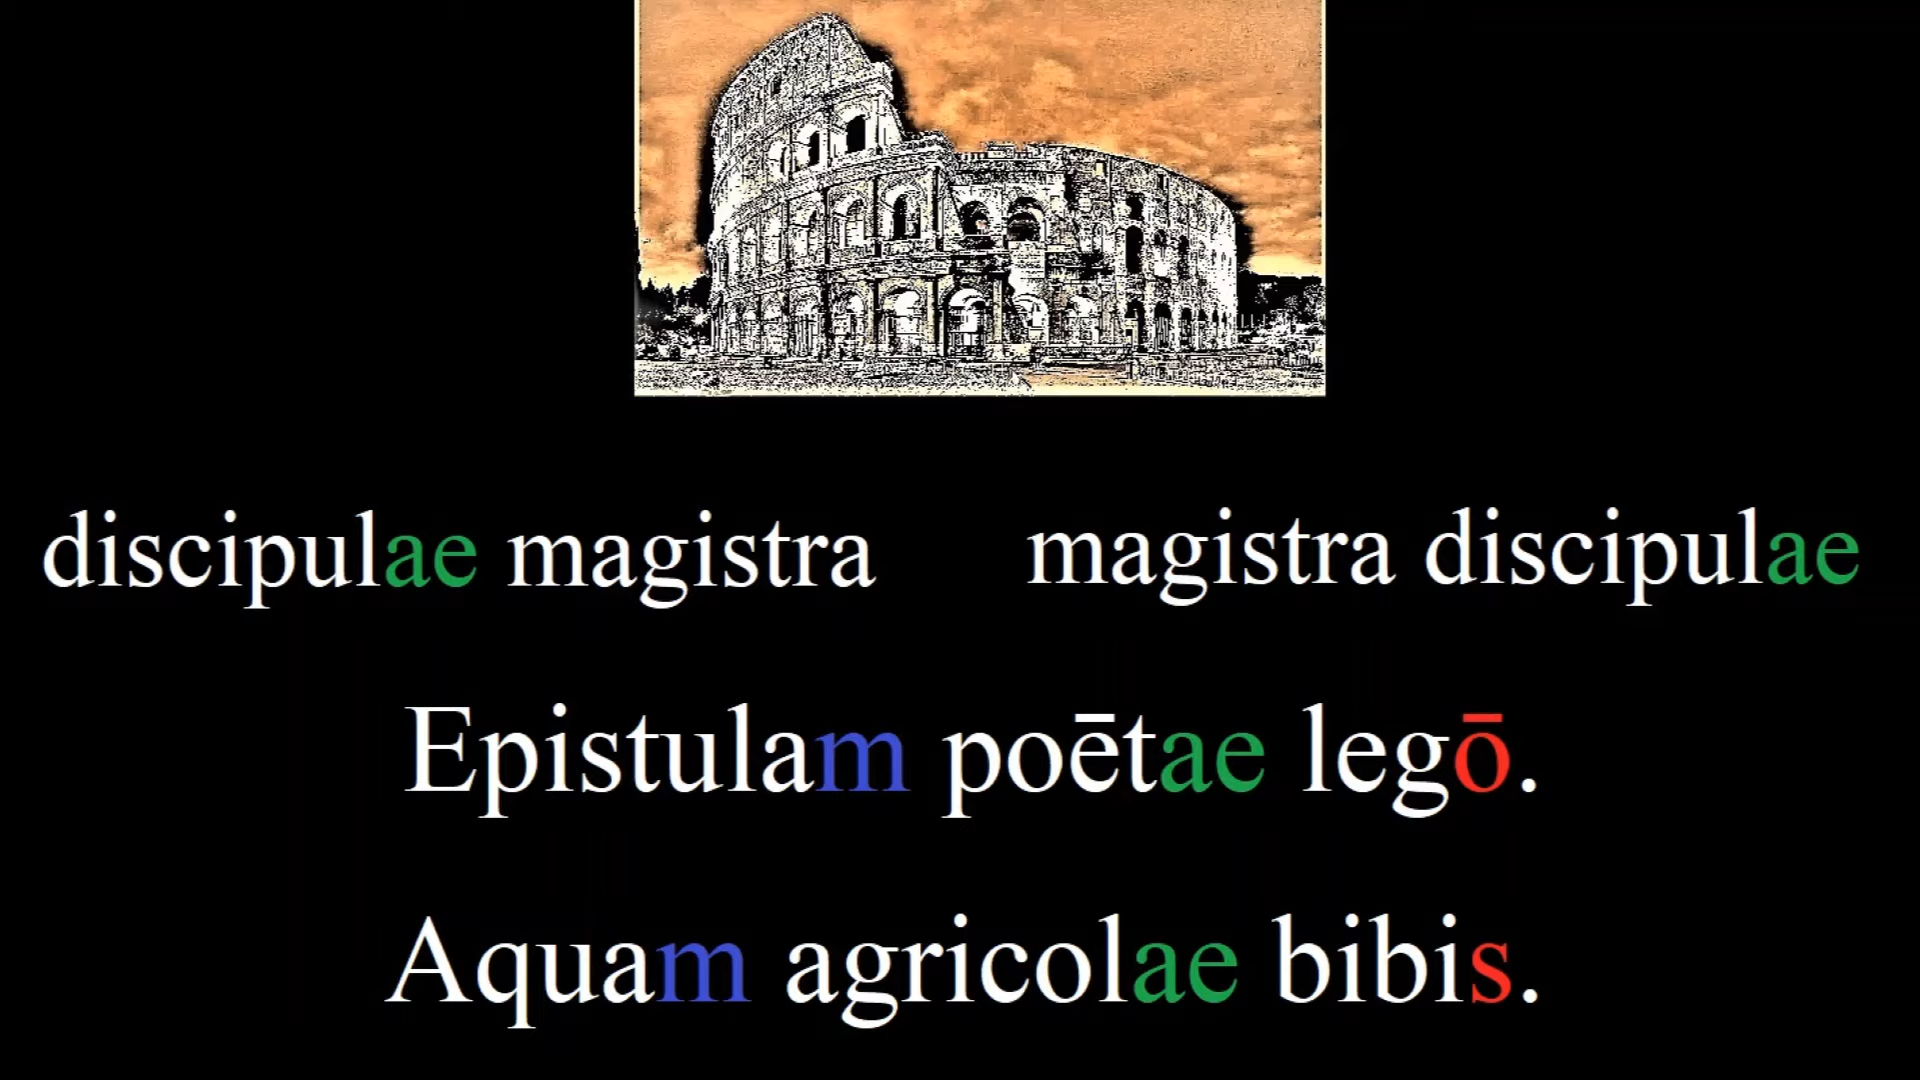 discipulae magistra magistra discipulae
Epistulam poētae legō.
Aquam agricolae bibis.